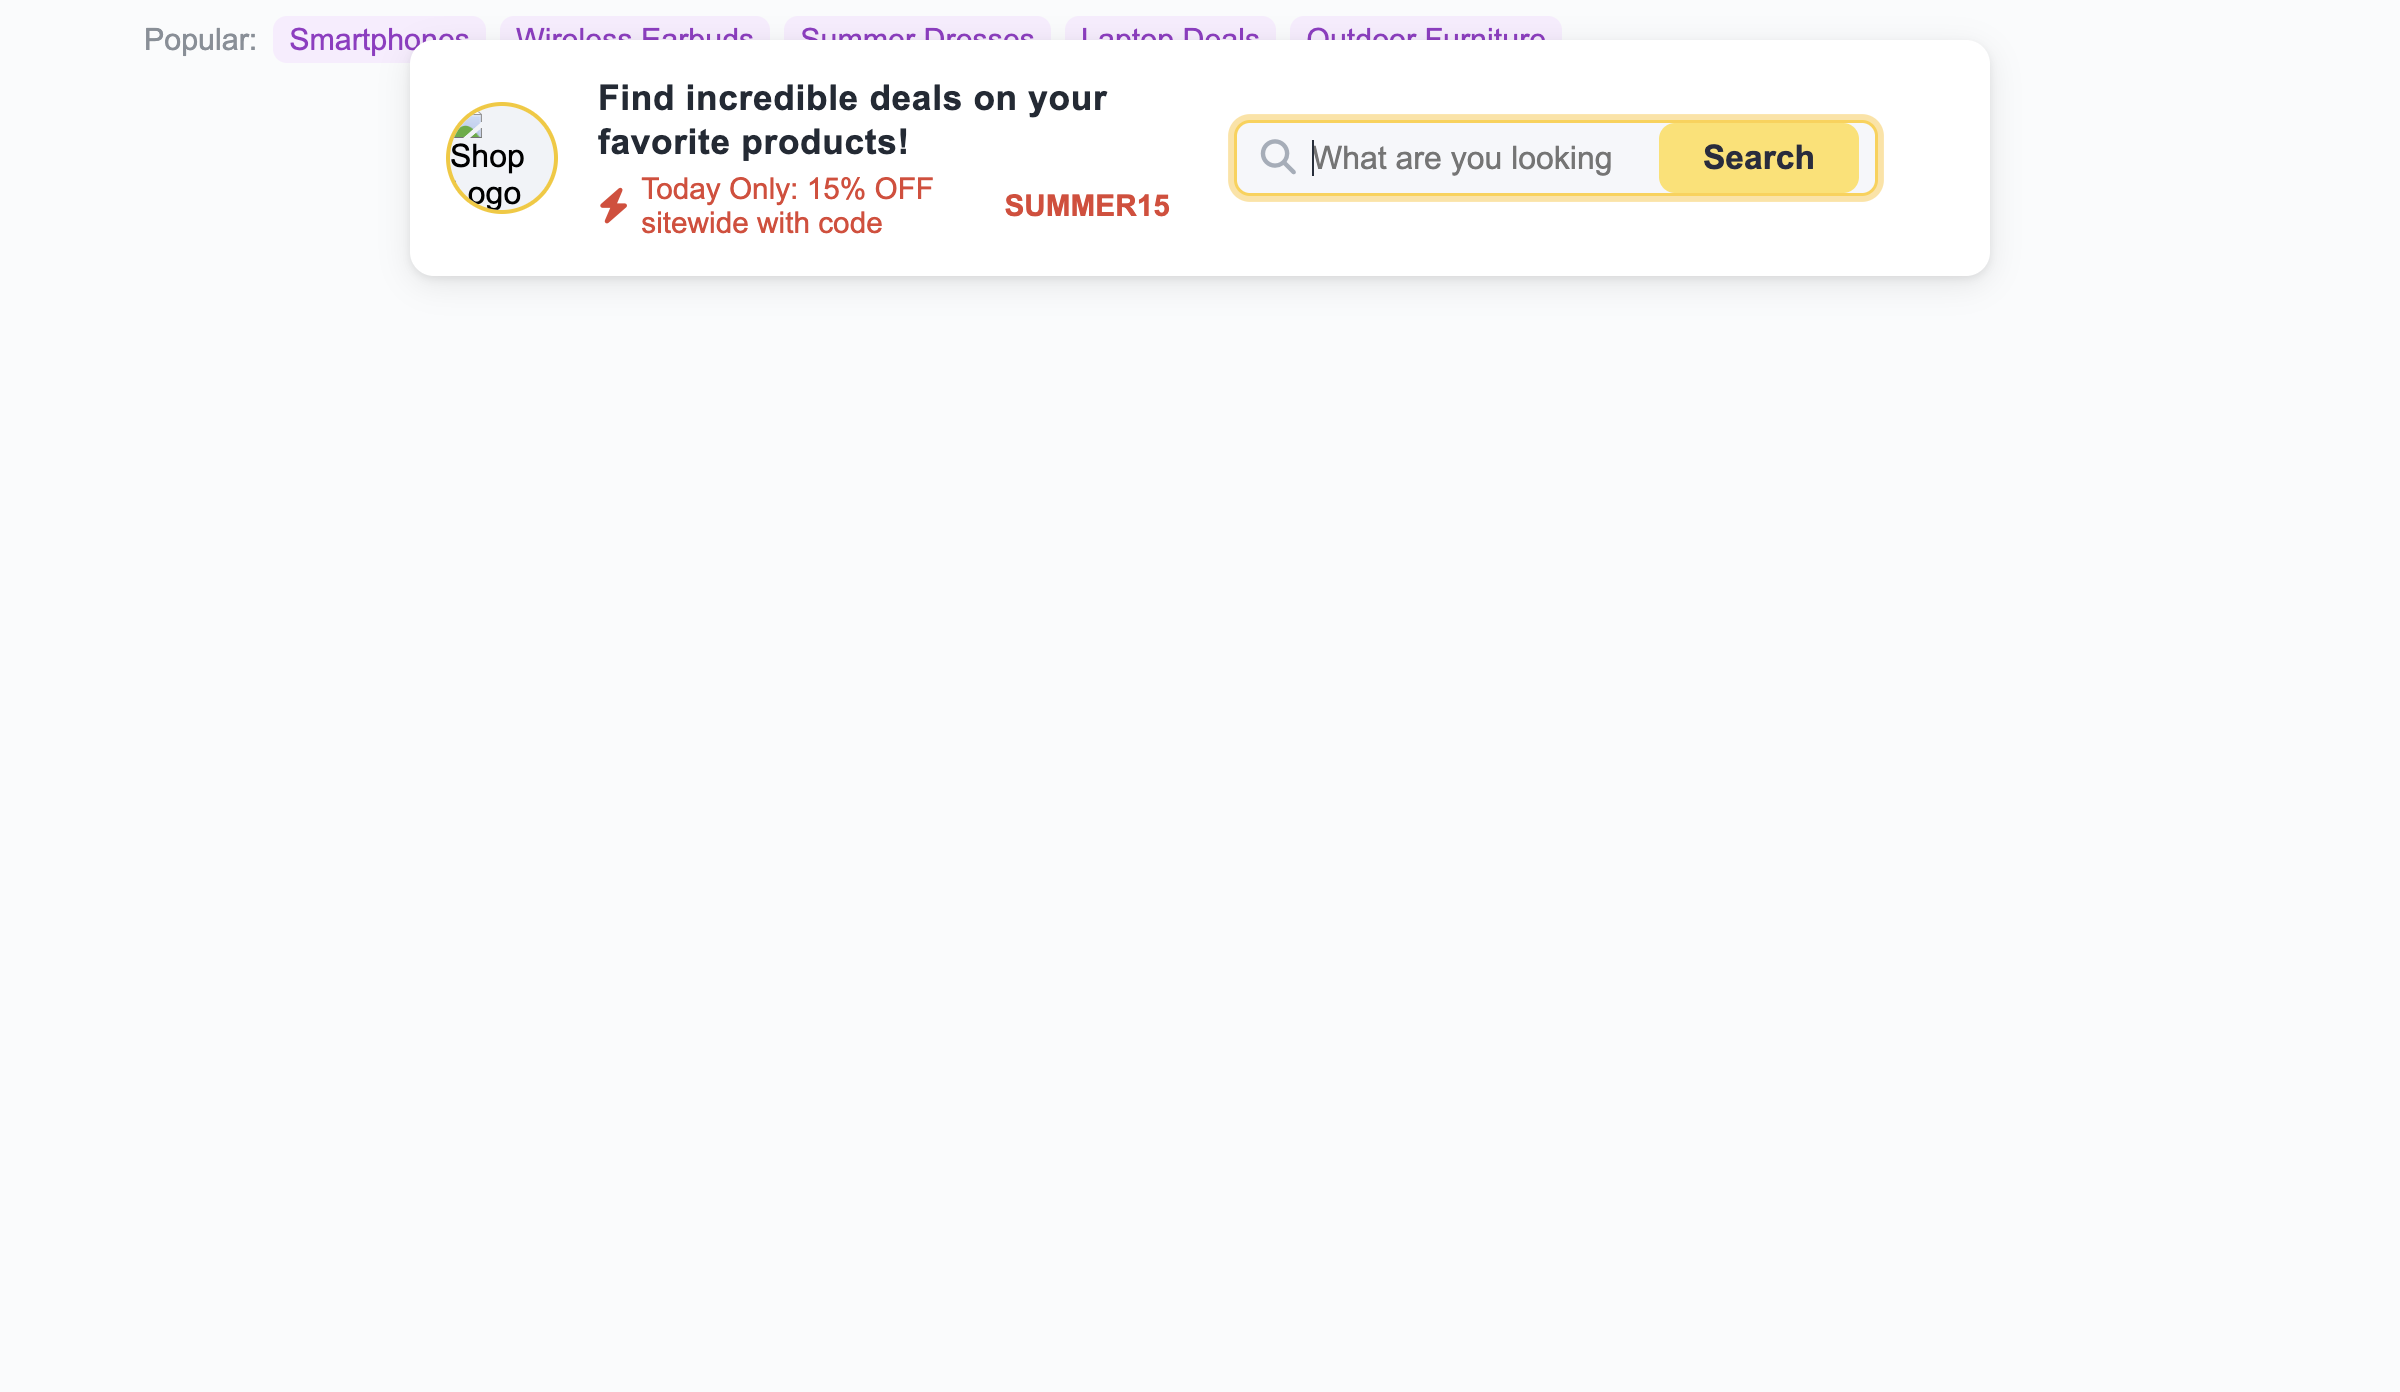 Popular: Smartphones Wireless Earbuds Summer Dresses Laptop Deals Outdoor Furniture
Find incredible deals on your
favorite products!
Shop
ogo
Today Only: 15% OFF
sitewide with code
SUMMER15
What are you looking
Search